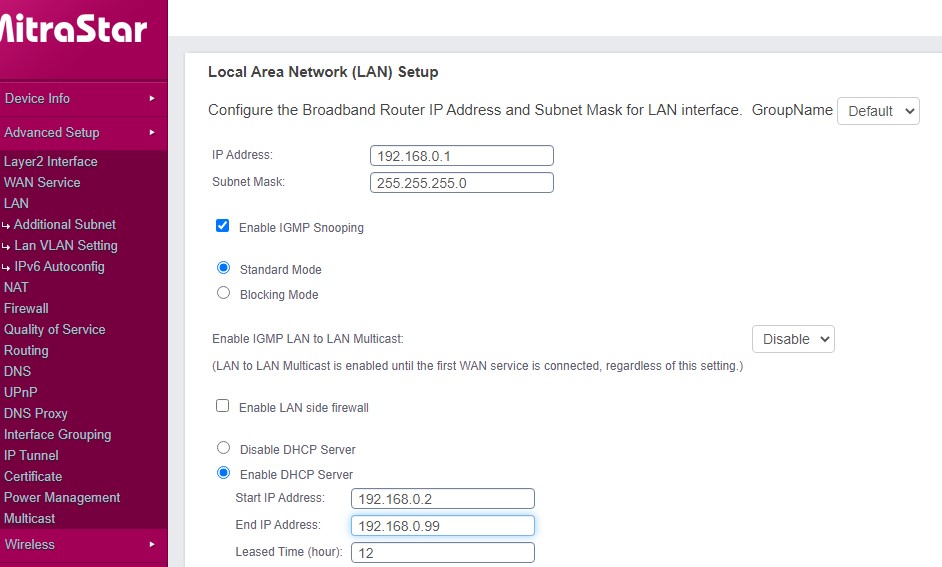 MitraStar
Device Info
Advanced Setup
Layer2 Interface
WAN Service
LAN
Additional Subnet
Lan VLAN Setting
IPv6 Autoconfig
NAT
Firewall
Quality of Service
Routing
DNS
UPnP
DNS Proxy
Interface Grouping
IP Tunnel
Certificate
Power Management
Multicast
Wireless
Local Area Network (LAN) Setup
Configure the Broadband Router IP Address and Subnet Mask for LAN interface. GroupName Default
IP Address: 192.168.0.1
Subnet Mask: 255.255.255.0
Enable IGMP Snooping
Standard Mode
Blocking Mode
Enable IGMP LAN to LAN Multicast: Disable
(LAN to LAN Multicast is enabled until the first WAN service is connected, regardless of this setting.)
Enable LAN side firewall
Disable DHCP Server
Enable DHCP Server
Start IP Address: 192.168.0.2
End IP Address: 192.168.0.99
Leased Time (hour): 12